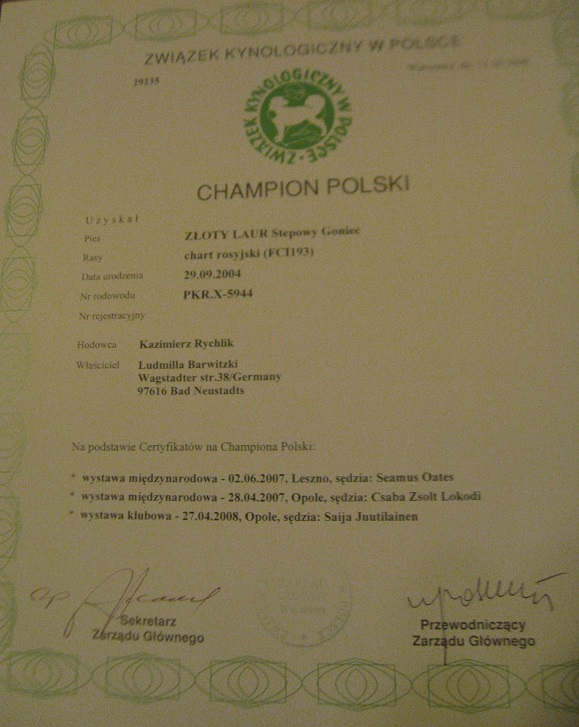 ZWIĄZEK KYNOLOGICZNY W POLSCE
29235
ZWIĄZEK KYNOLOGICZNY W POLSCE
CHAMPION POLSKI
Uzyskał
Pies ZŁOTY LAUR Stepowy Goniec
Rasy chart rosyjski (FCI193)
Data urodzenia 29.09.2004
Nr rodowodu PKR.X-5944
Nr rejestracyjny
Hodowca Kazimierz Rychlik
Właściciel Ludmilla Barwitzki
Wagstadter str.38/Germany
97616 Bad Neustadts
Na podstawie Certyfikatów na Championa Polski:
* wystawa międzynarodowa - 02.06.2007, Leszno, sędzia: Seamus Oates
* wystawa międzynarodowa - 28.04.2007, Opole, sędzia: Csaba Zsolt Lokodi
* wystawa klubowa - 27.04.2008, Opole, sędzia: Saija Juutilainen
Sekretarz
Zarządu Głównego
Przewodniczący
Zarządu Głównego